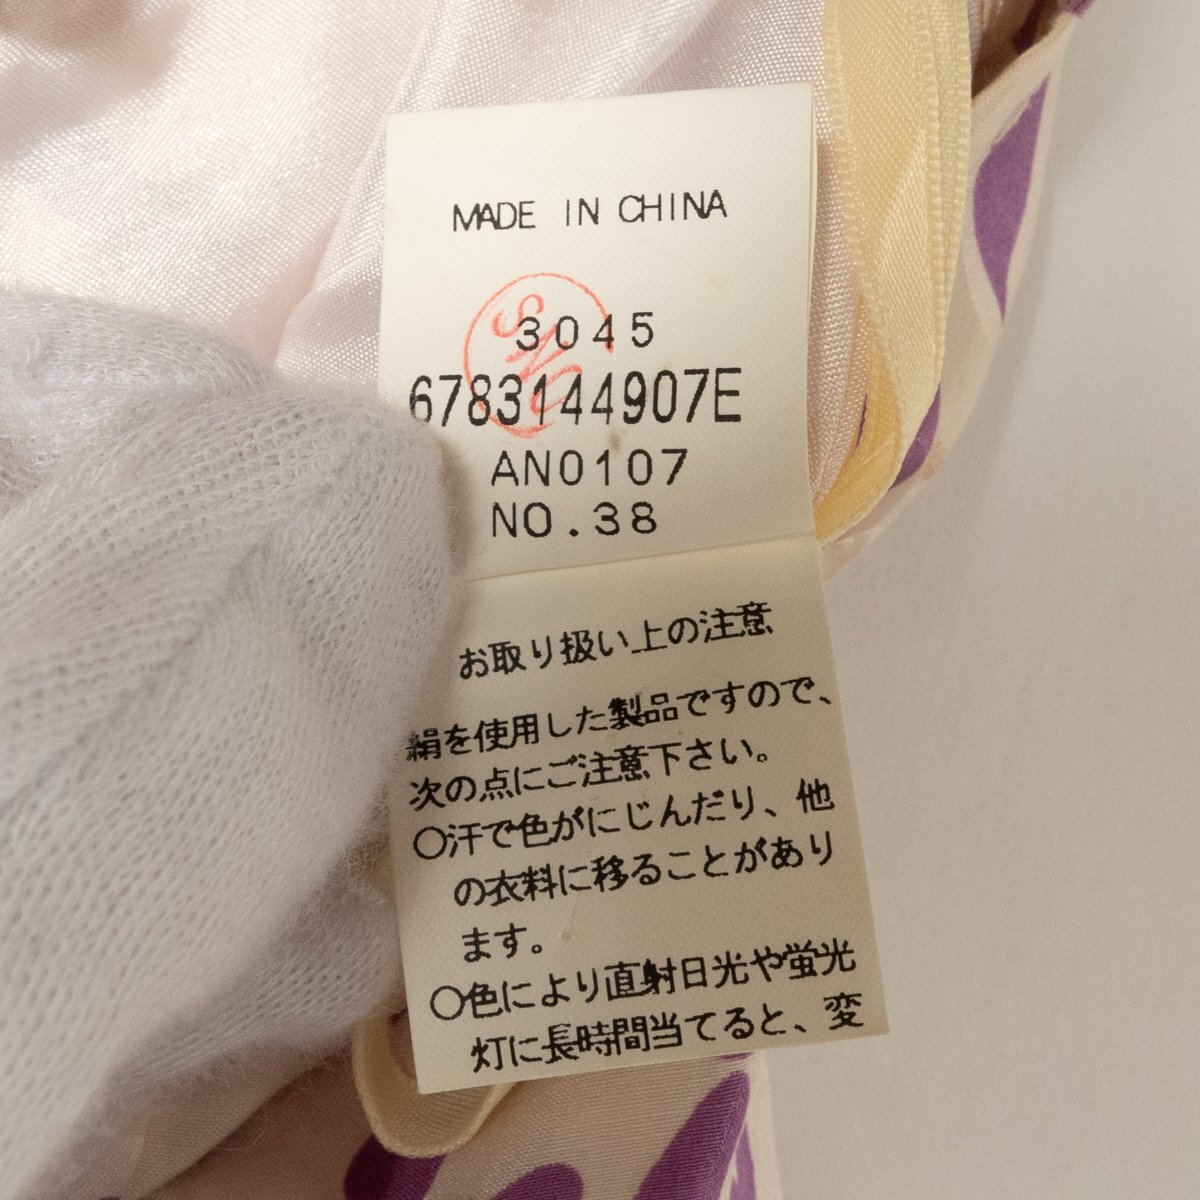 MADE IN CHINA
3045
6783144907E
AN0107
NO.38
お取り扱い上の注意
絹を使用した製品ですので、
次の点にご注意下さい。
○汗で色がにじんだり、他
の衣料に移ることがあり
ます。
○色により直射日光や蛍光
灯に長時間当てると、変